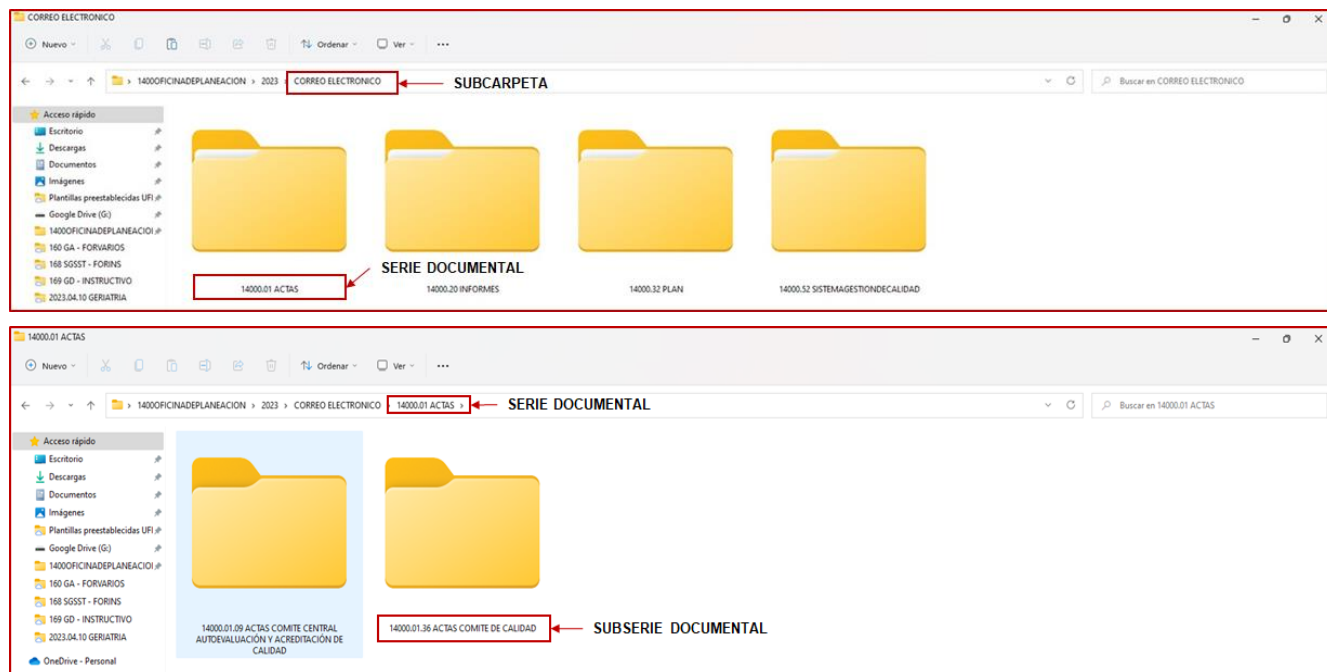 CORREO ELECTRONICO
Nuevo
Ordenar
Ver
1400OFICINADEPLANEACION > 2023 > CORREO ELECTRONICO
SUBCARPETA
Buscar en CORREO ELECTRONICO
Acceso rápido
Escritorio
Descargas
Documentos
Imágenes
Plantillas preestablecidas UFI
Google Drive (G:)
1400OFICINADEPLANEACIOI
160 GA - FORVARIOS
168 SGSST - FORINS
169 GD - INSTRUCTIVO
2023.04.10 GERIATRIA
SERIE DOCUMENTAL
14000.01 ACTAS
14000.20 INFORMES
14000.32 PLAN
14000.52 SISTEMAGESTIONDECALIDAD
14000.01 ACTAS
Nuevo
Ordenar
Ver
1400OFICINADEPLANEACION > 2023 > CORREO ELECTRONICO > 14000.01 ACTAS >
SERIE DOCUMENTAL
Buscar en 14000.01 ACTAS
Acceso rápido
Escritorio
Descargas
Documentos
Imágenes
Plantillas preestablecidas UFI
Google Drive (G:)
1400OFICINADEPLANEACIOI
160 GA - FORVARIOS
168 SGSST - FORINS
169 GD - INSTRUCTIVO
2023.04.10 GERIATRIA
OneDrive - Personal
14000.01.09 ACTAS COMITE CENTRAL
AUTOEVALUACIÓN Y ACREDITACIÓN DE
CALIDAD
14000.01.36 ACTAS COMITE DE CALIDAD
SUBSERIE DOCUMENTAL